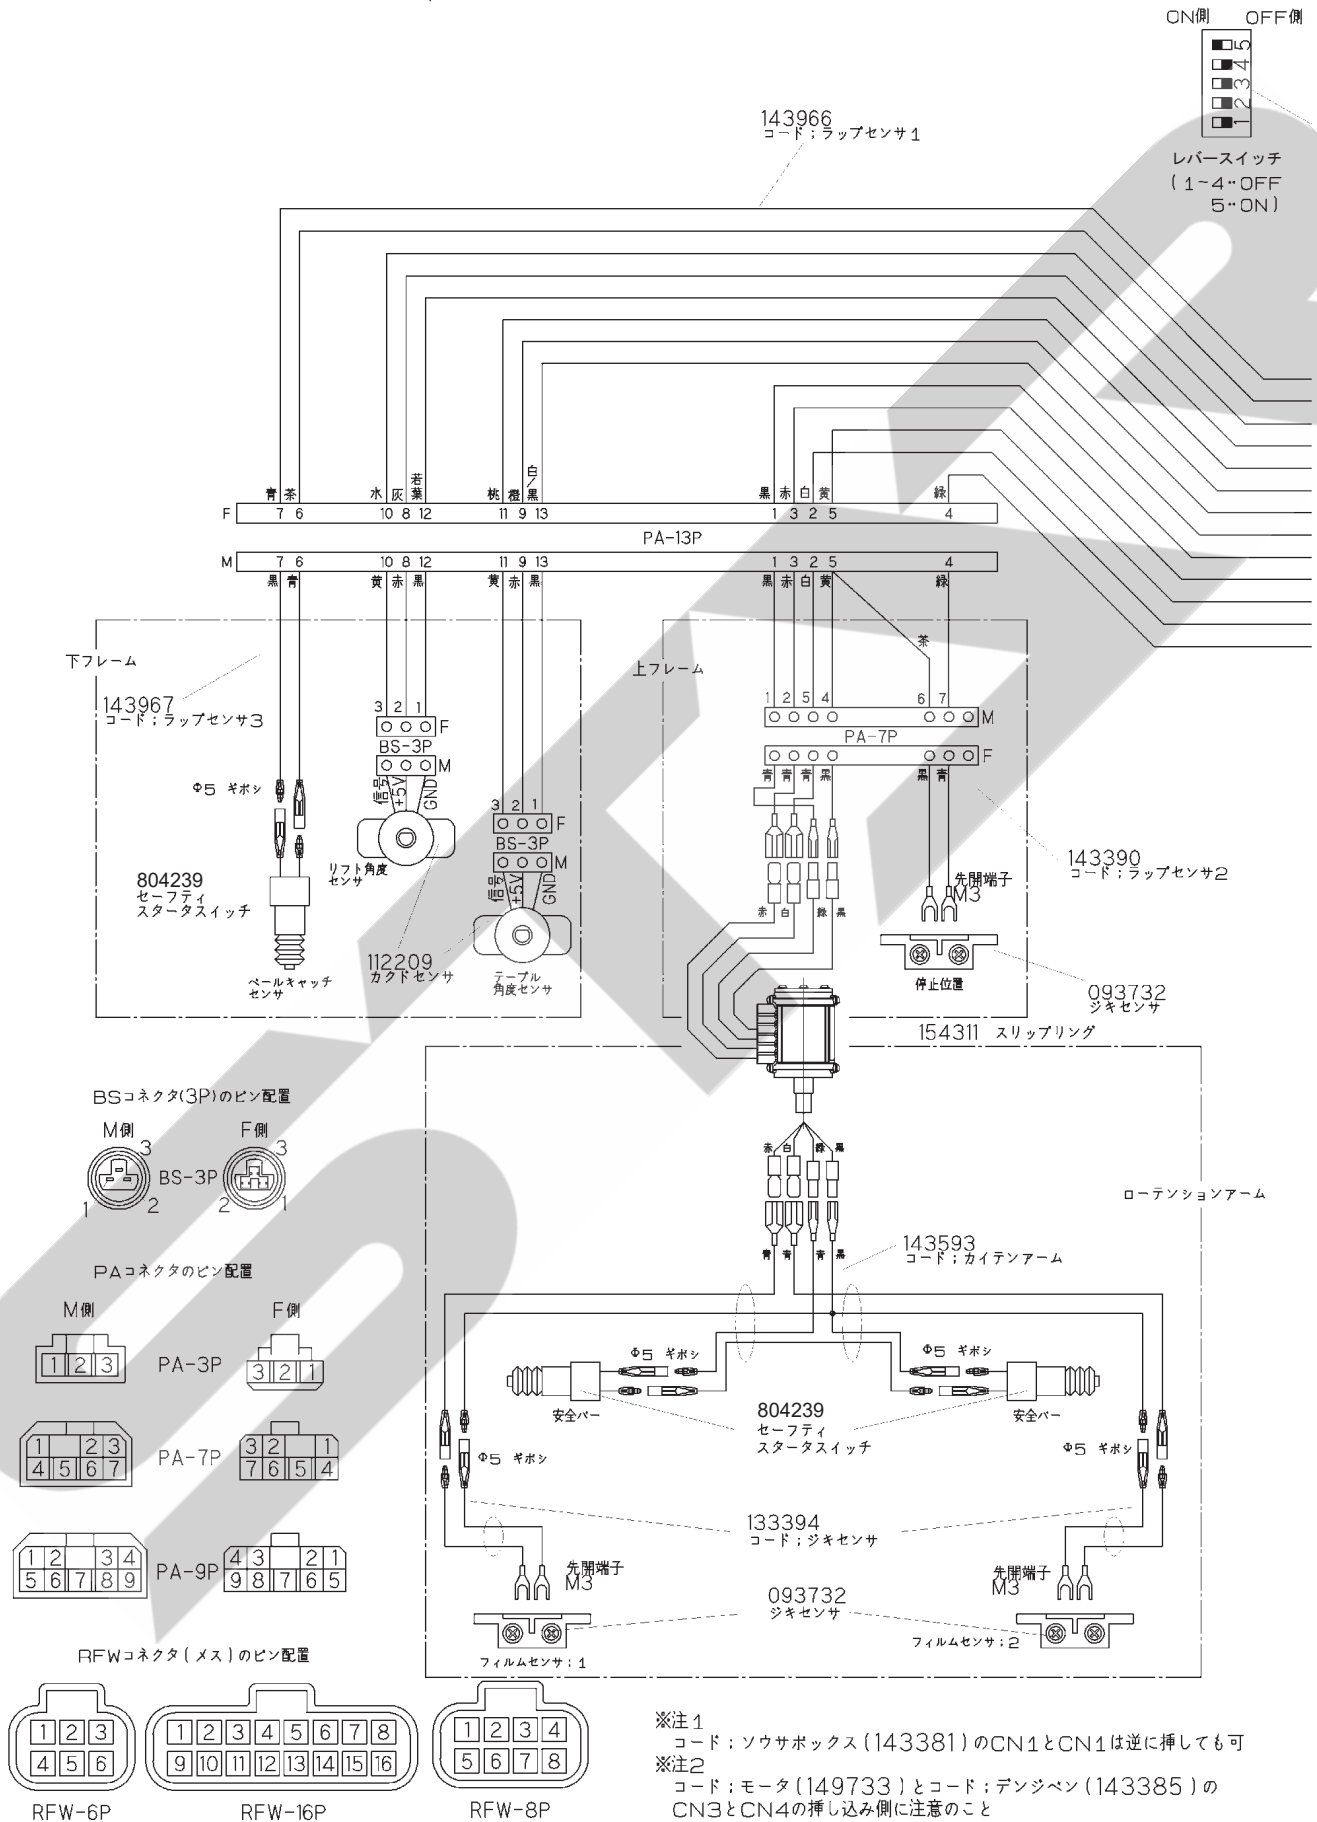 ON側 OFF側
5
4
3
2
1
レバースイッチ
(1~4‥OFF
5‥ON)
143966
コード;ラップセンサ1
青 茶 水 灰 若葉 桃 橙 白/黒 黒 赤 白 黄 緑
F 7 6 10 8 12 11 9 13 1 3 2 5 4
PA-13P
M 7 6 10 8 12 11 9 13 1 3 2 5 4
黒 青 黄 赤 黒 黄 赤 黒 黒 赤 白 黄 緑
茶
下フレーム
上フレーム
143967
コード;ラップセンサ3
3 2 1
F
BS-3P
M
信号 +5V GND
1 2 5 4 6 7
M
PA-7P
F
青 青 青 黒 黒 青
Φ5 ギボシ
3 2 1
F
BS-3P
M
信号 +5V GND
リフト角度
センサ
804239
セーフティ
スタータスイッチ
143390
コード;ラップセンサ2
先開端子
M3
赤 白 緑 黒
112209
カクドセンサ
ベールキャッチ
センサ
テーブル
角度センサ
停止位置
093732
ジキセンサ
154311 スリップリング
BSコネクタ(3P)のピン配置
M側 F側
3 3
BS-3P
1 2 2 1
赤 白 緑 黒
ローテンションアーム
青 青 青 黒
143593
コード;カイテンアーム
PAコネクタのピン配置
M側 F側
1 2 3
PA-3P
3 2 1
Φ5 ギボシ
Φ5 ギボシ
安全バー
安全バー
804239
セーフティ
スタータスイッチ
1 2 3
4 5 6 7
PA-7P
3 2 1
7 6 5 4
Φ5 ギボシ
Φ5 ギボシ
133394
コード;ジキセンサ
1 2 3 4
5 6 7 8 9
PA-9P
4 3 2 1
9 8 7 6 5
先開端子
M3
先開端子
M3
093732
ジキセンサ
フィルムセンサ:1
フィルムセンサ:2
RFWコネクタ(メス)のピン配置
1 2 3
4 5 6
RFW-6P
1 2 3 4 5 6 7 8
9 10 11 12 13 14 15 16
RFW-16P
1 2 3 4
5 6 7 8
RFW-8P
※注1
コード;ソウサボックス(143381)のCN1とCN1は逆に挿しても可
※注2
コード;モータ(149733)とコード;デンジベン(143385)の
CN3とCN4の挿し込み側に注意のこと